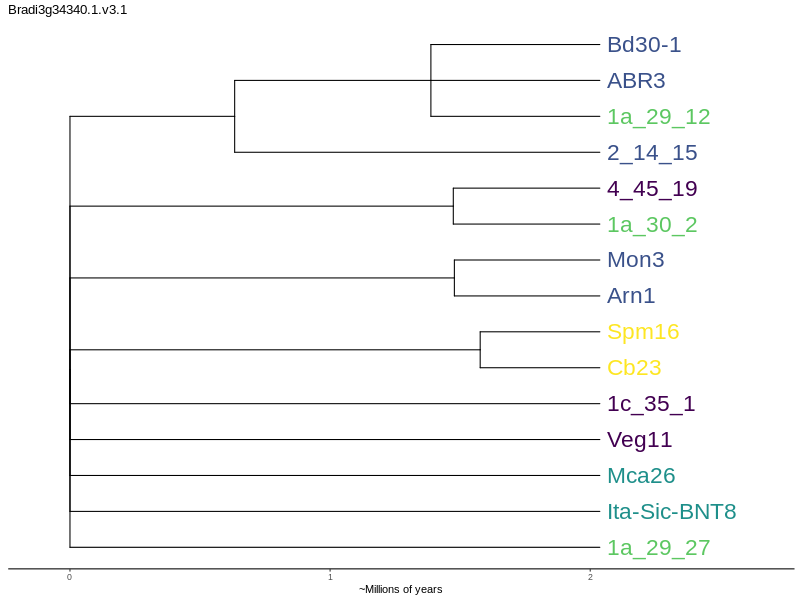 Bradi3g34340.1.v3.1
Bd30-1
ABR3
1a_29_12
2_14_15
4_45_19
1a_30_2
Mon3
Arn1
Spm16
Cb23
1c_35_1
Veg11
Mca26
Ita-Sic-BNT8
1a_29_27
0 1 2
~Millions of years